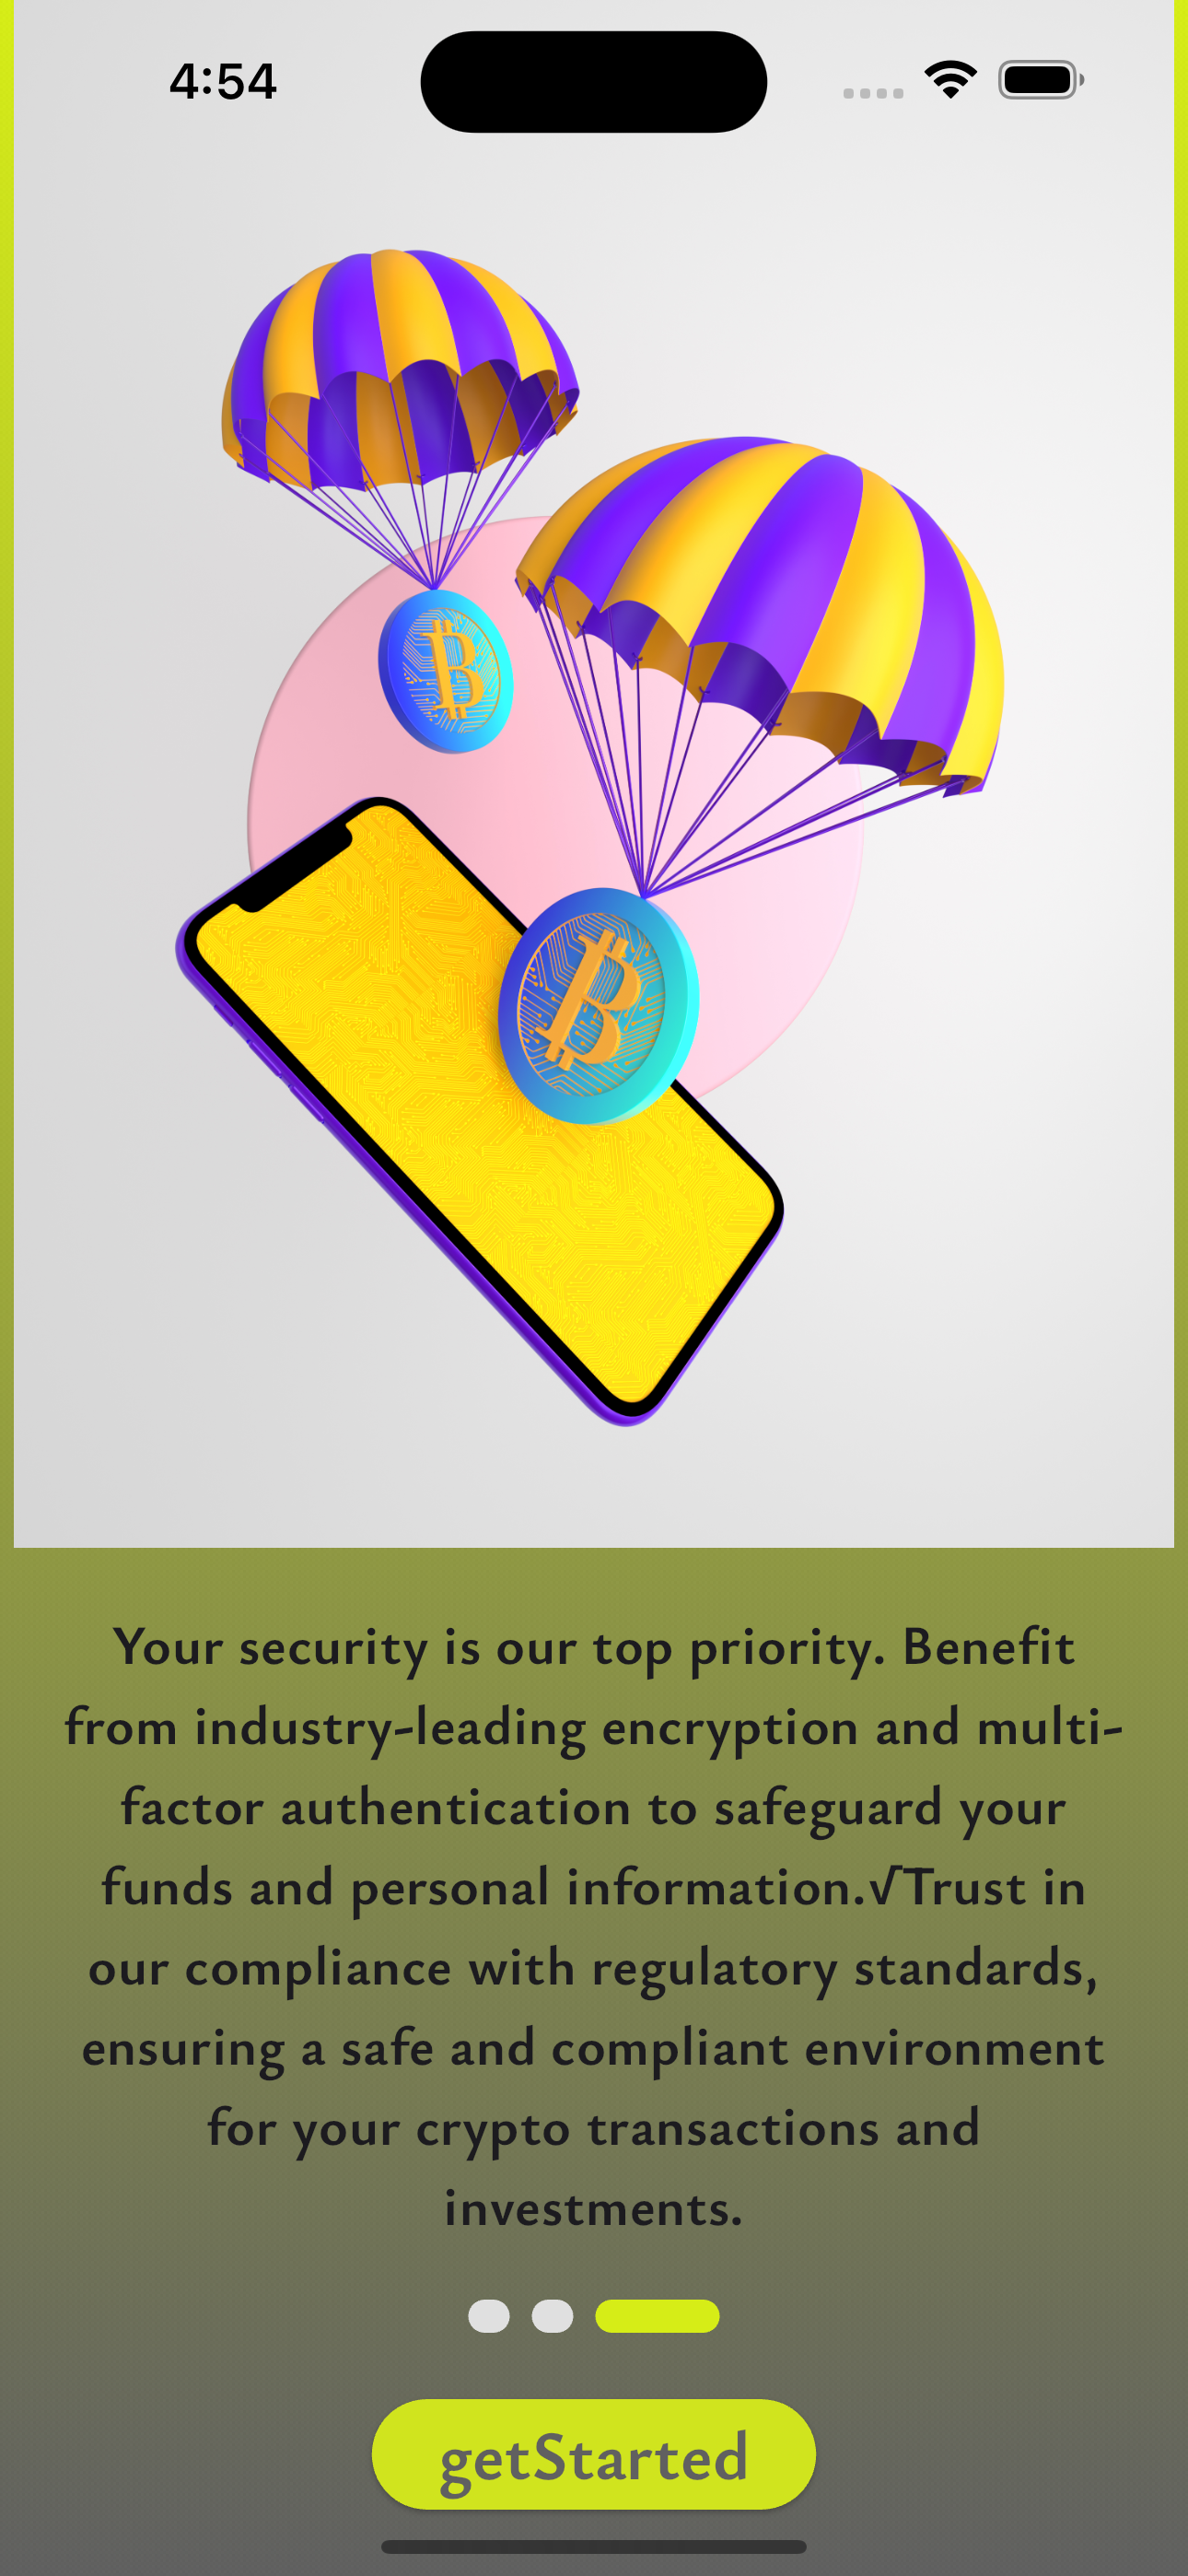 4:54
Your security is our top priority. Benefit
from industry-leading encryption and multi-
factor authentication to safeguard your
funds and personal information.√Trust in
our compliance with regulatory standards,
ensuring a safe and compliant environment
for your crypto transactions and
investments.
getStarted